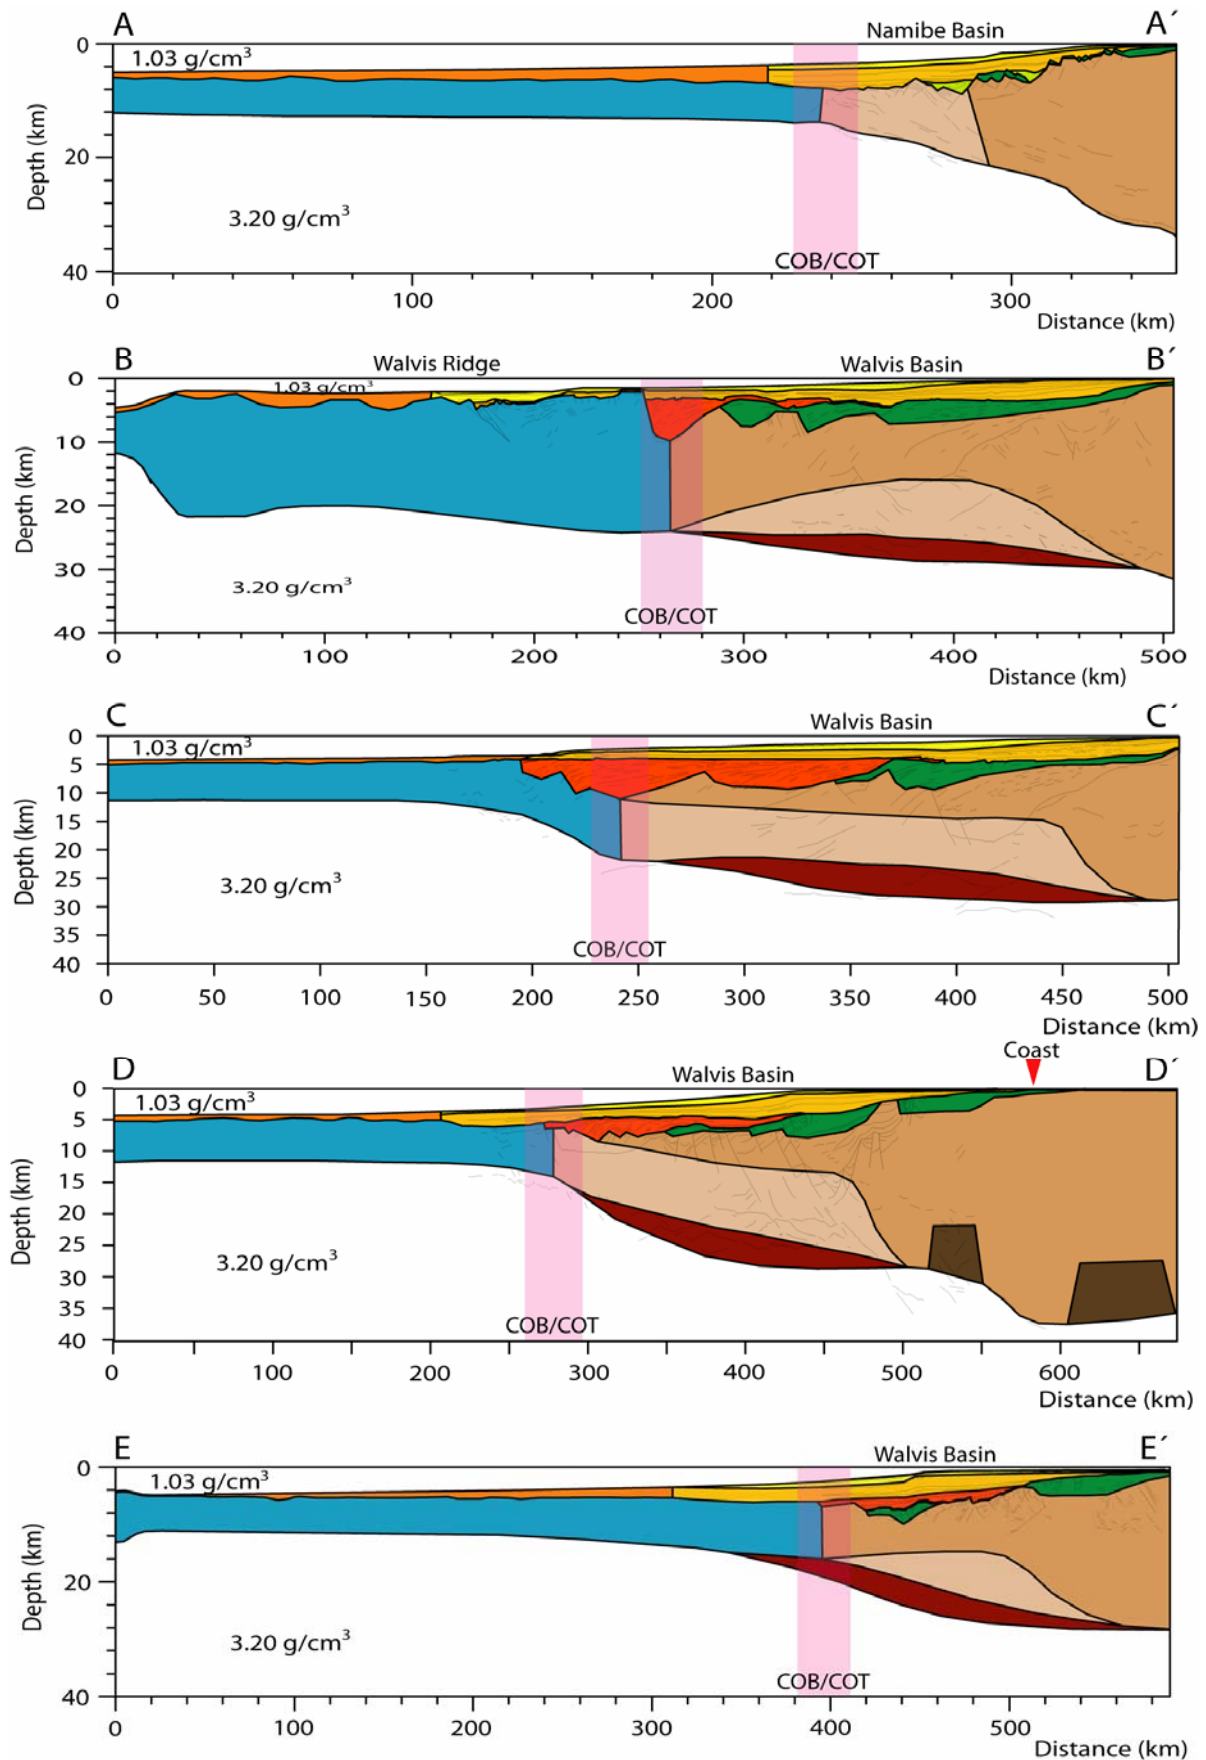 A Namibe Basin A´
0
1.03 g/cm³
20
3.20 g/cm³
COB/COT
40
Depth (km)
0 100 200 300
Distance (km)
B Walvis Ridge Walvis Basin B´
0
1.03 g/cm³
10
20
30
3.20 g/cm³
COB/COT
40
Depth (km)
0 100 200 300 400 500
Distance (km)
C Walvis Basin C´
0
1.03 g/cm³
5
10
15
20
25
3.20 g/cm³
30
35
COB/COT
40
Depth (km)
0 50 100 150 200 250 300 350 400 450 500
Distance (km)
Coast
D Walvis Basin D´
0
1.03 g/cm³
5
10
15
20
25
3.20 g/cm³
30
35
COB/COT
40
Depth (km)
0 100 200 300 400 500 600
Distance (km)
E Walvis Basin E´
0
1.03 g/cm³
20
3.20 g/cm³
COB/COT
40
Depth (km)
0 100 200 300 400 500
Distance (km)